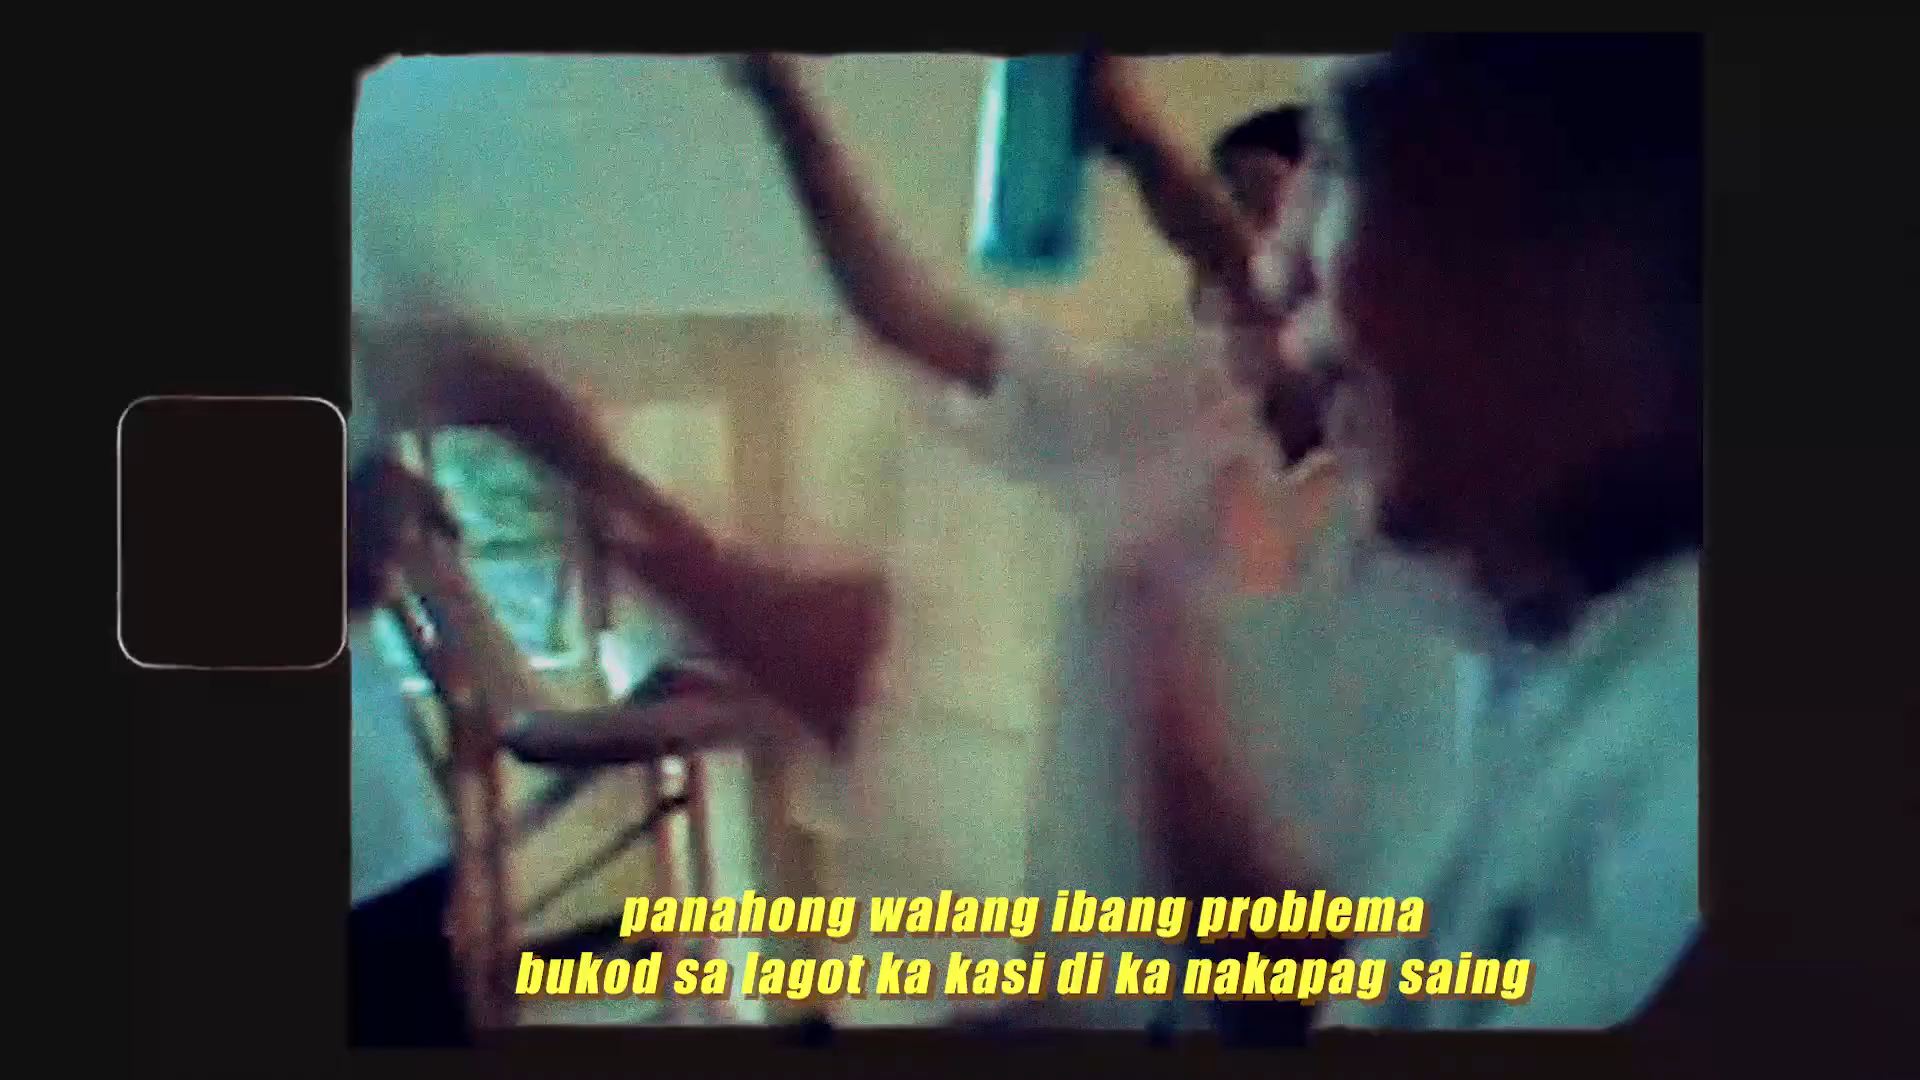 panahong walang ibang problema
bukod sa lagot ka kasi di ka nakapag saing